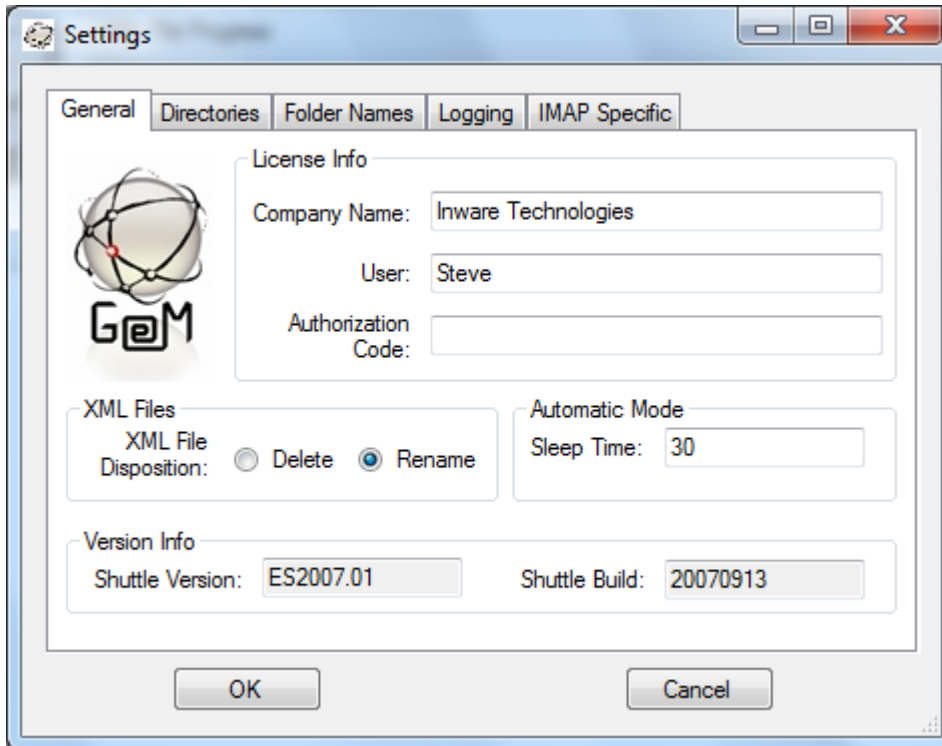 Settings
General
Directories
Folder Names
Logging
IMAP Specific
G@M
License Info
Company Name: Inware Technologies
User: Steve
Authorization
Code:
XML Files
XML File
Disposition: Delete Rename
Automatic Mode
Sleep Time: 30
Version Info
Shuttle Version: ES2007.01
Shuttle Build: 20070913
OK
Cancel